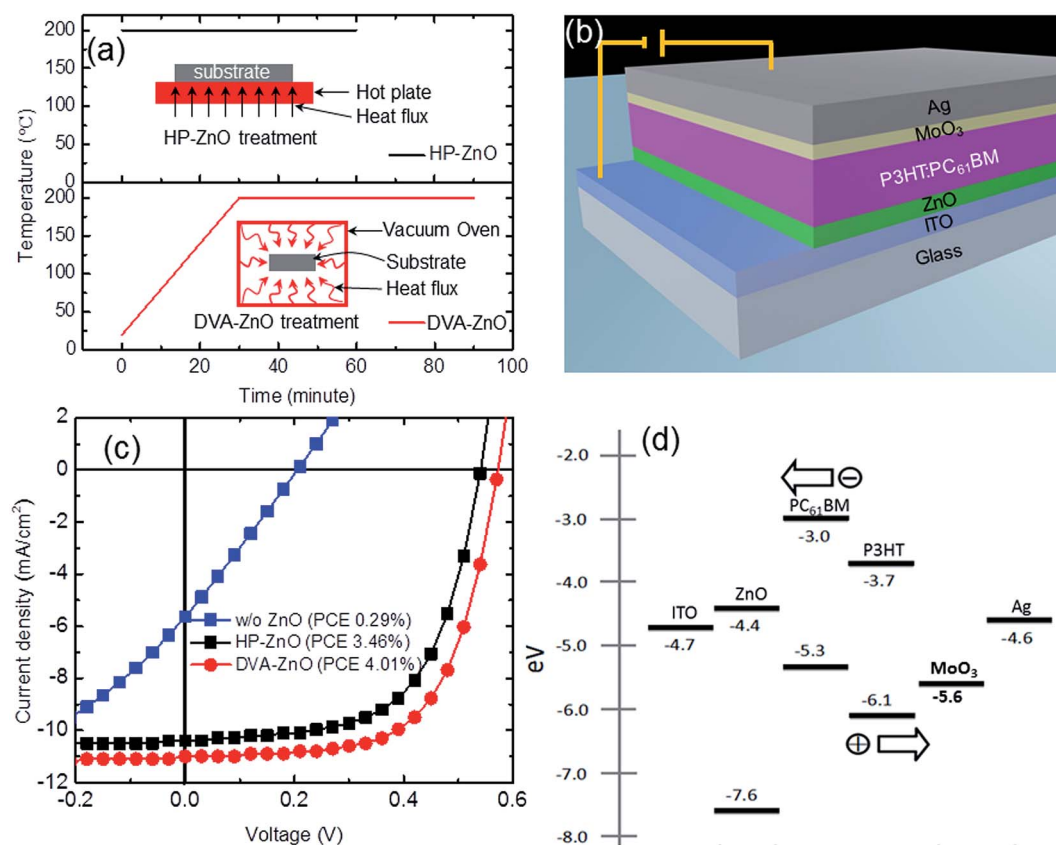 (a)
200
150
100
50
0
substrate
Hot plate
Heat flux
HP-ZnO treatment
HP-ZnO
Temperature (°C)
200
150
100
50
0
Vacuum Oven
Substrate
Heat flux
DVA-ZnO treatment
DVA-ZnO
0 20 40 60 80 100
Time (minute)
(b)
Ag
MoO₃
P3HT:PC₆₁BM
ZnO
ITO
Glass
(c)
2
0
-2
-4
-6
-8
-10
-12
Current density (mA/cm²)
w/o ZnO (PCE 0.29%)
HP-ZnO (PCE 3.46%)
DVA-ZnO (PCE 4.01%)
-0.2 0.0 0.2 0.4 0.6
Voltage (V)
(d)
-2.0
-3.0
-4.0
-5.0
-6.0
-7.0
-8.0
eV
PC₆₁BM
-3.0
P3HT
-3.7
ZnO
-4.4
ITO
-4.7
Ag
-4.6
-5.3
MoO₃
-5.6
-6.1
-7.6